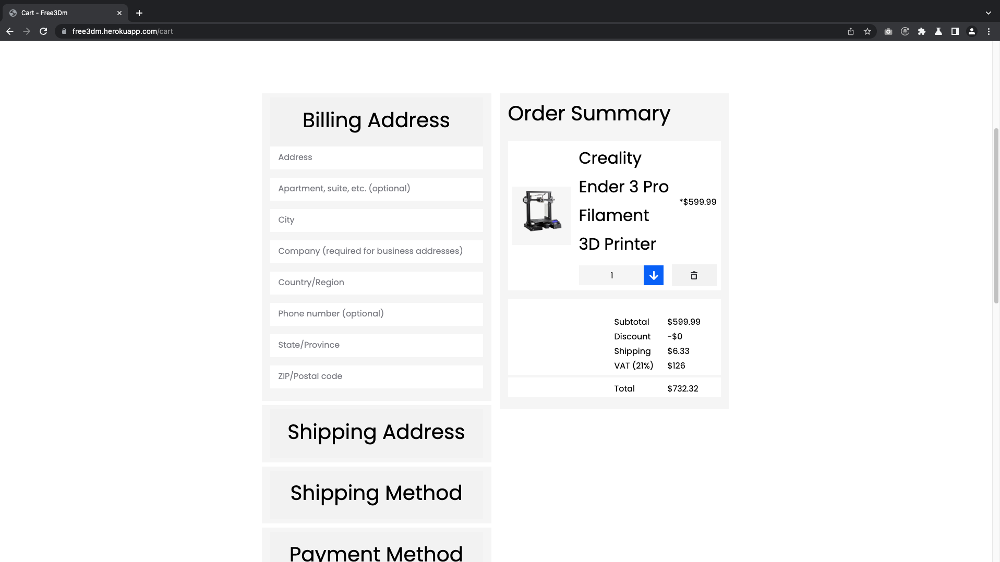 Cart - Free3Dm
free3dm.herokuapp.com/cart
Billing Address
Address
Apartment, suite, etc. (optional)
City
Company (required for business addresses)
Country/Region
Phone number (optional)
State/Province
ZIP/Postal code
Shipping Address
Shipping Method
Payment Method
Order Summary
Creality
Ender 3 Pro
Filament
3D Printer
*$599.99
1
Subtotal $599.99
Discount -$0
Shipping $6.33
VAT (21%) $126
Total $732.32